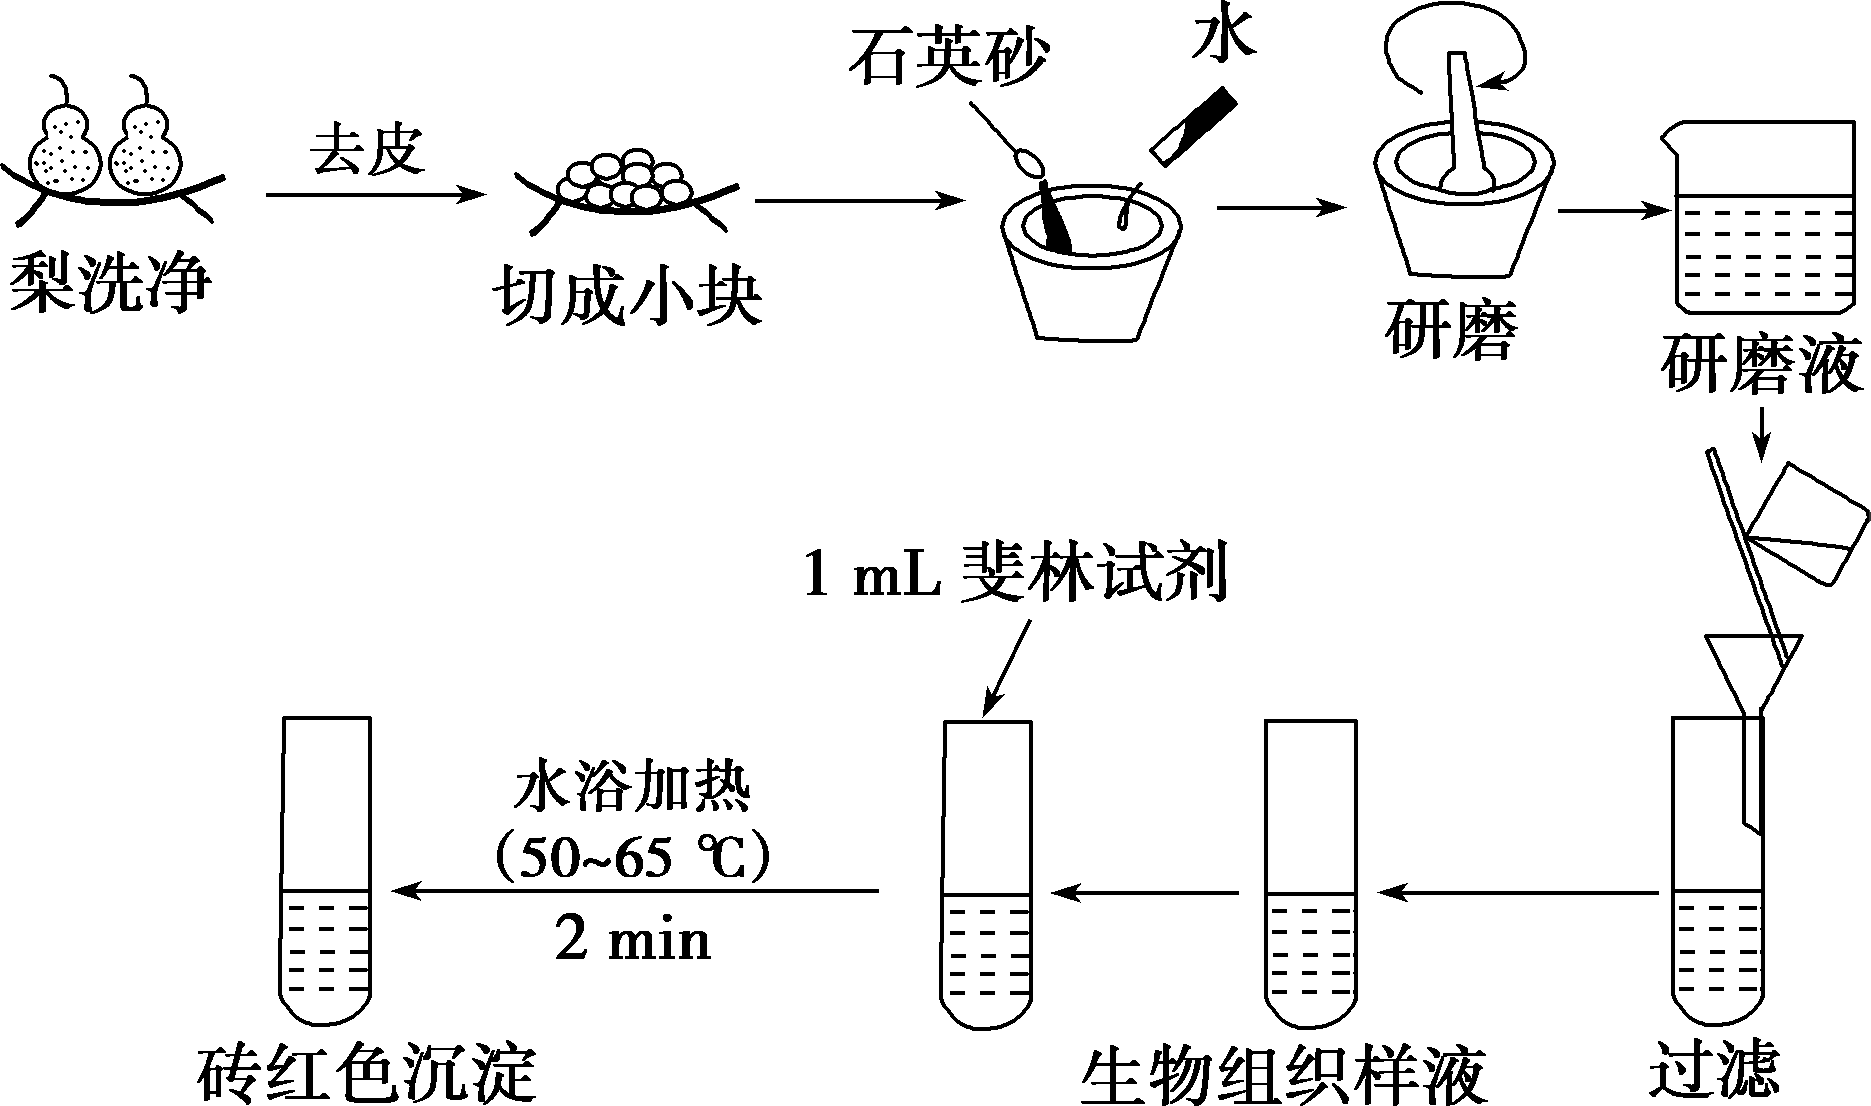 梨洗净
去皮
切成小块
石英砂
水
研磨
研磨液
过滤
生物组织样液
1 mL 斐林试剂
水浴加热
(50~65 ℃)
2 min
砖红色沉淀